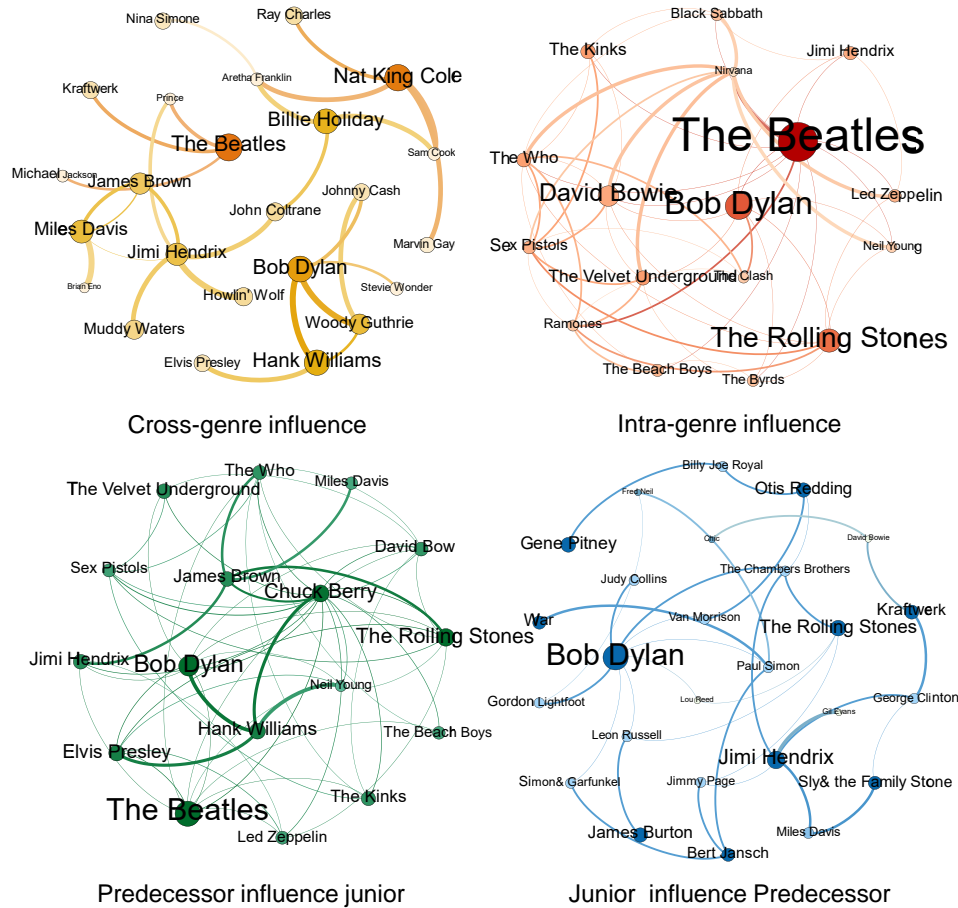 Nina Simone
Ray Charles
Kraftwerk
Prince
Aretha Franklin
Nat King Cole
Billie Holiday
The Beatles
Sam Cook
Michael Jackson
James Brown
Johnny Cash
John Coltrane
Miles Davis
Jimi Hendrix
Marvin Gay
Bob Dylan
Brian Eno
Howlin' Wolf
Stevie Wonder
Muddy Waters
Woody Guthrie
Elvis Presley
Hank Williams
Cross-genre influence
Black Sabbath
The Kinks
Jimi Hendrix
Nirvana
The Beatles
The Who
David Bowie
Bob Dylan
Led Zeppelin
Sex Pistols
Neil Young
The Velvet Underground
The Clash
Ramones
The Rolling Stones
The Beach Boys
The Byrds
Intra-genre influence
The Who
The Velvet Underground
Miles Davis
David Bow
Sex Pistols
James Brown
Chuck Berry
The Rolling Stones
Jimi Hendrix
Bob Dylan
Neil Young
Hank Williams
The Beach Boys
Elvis Presley
The Beatles
The Kinks
Led Zeppelin
Predecessor influence junior
Billy Joe Royal
Fred Neil
Otis Redding
Gene Pitney
Chic
David Bowie
Judy Collins
The Chambers Brothers
War
Van Morrison
Kraftwerk
The Rolling Stones
Bob Dylan
Paul Simon
Gordon Lightfoot
Lou Reed
George Clinton
Gil Evans
Leon Russell
Jimi Hendrix
Simon& Garfunkel
Jimmy Page
Sly& the Family Stone
James Burton
Miles Davis
Bert Jansch
Junior influence Predecessor